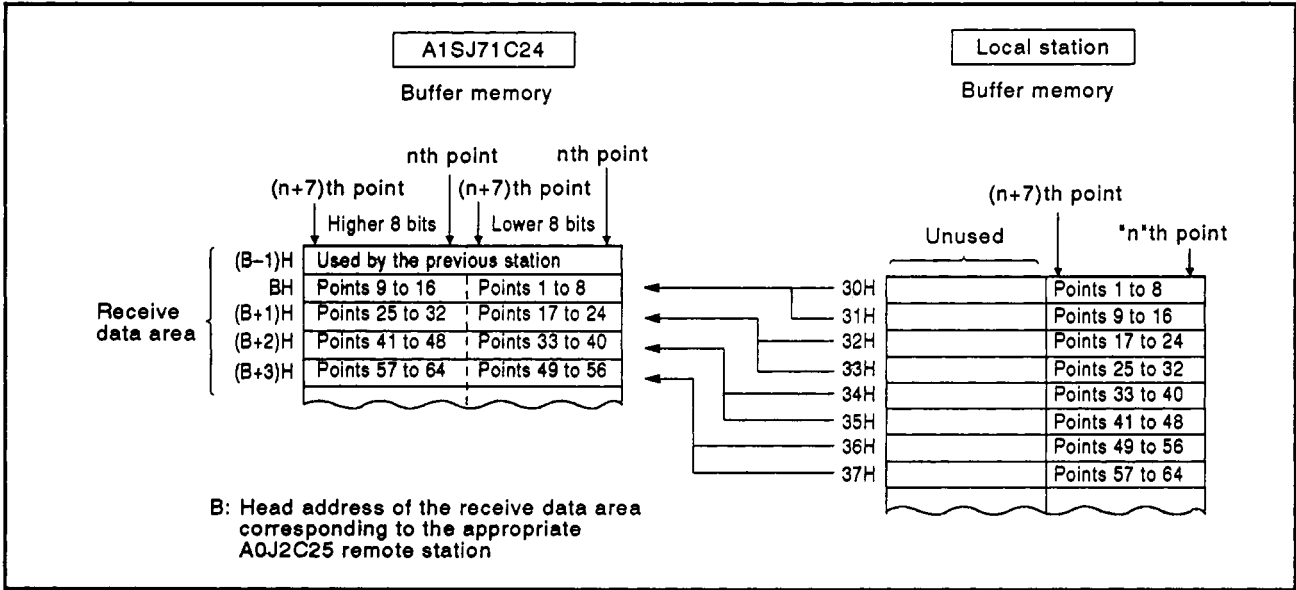 A1SJ71C24
Buffer memory
Local station
Buffer memory
nth point
nth point
(n+7)th point
(n+7)th point
Higher 8 bits
Lower 8 bits
Receive
data area
(B–1)H Used by the previous station
BH Points 9 to 16 Points 1 to 8
(B+1)H Points 25 to 32 Points 17 to 24
(B+2)H Points 41 to 48 Points 33 to 40
(B+3)H Points 57 to 64 Points 49 to 56
(n+7)th point
Unused
"n"th point
30H Points 1 to 8
31H Points 9 to 16
32H Points 17 to 24
33H Points 25 to 32
34H Points 33 to 40
35H Points 41 to 48
36H Points 49 to 56
37H Points 57 to 64
B: Head address of the receive data area
corresponding to the appropriate
A0J2C25 remote station